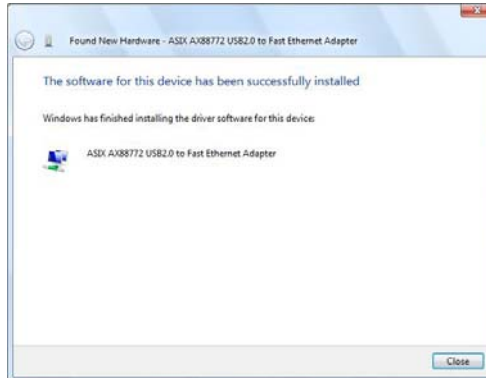 Found New Hardware - ASIX AX88772 USB2.0 to Fast Ethernet Adapter
The software for this device has been successfully installed
Windows has finished installing the driver software for this device:
ASIX AX88772 USB2.0 to Fast Ethernet Adapter
Close